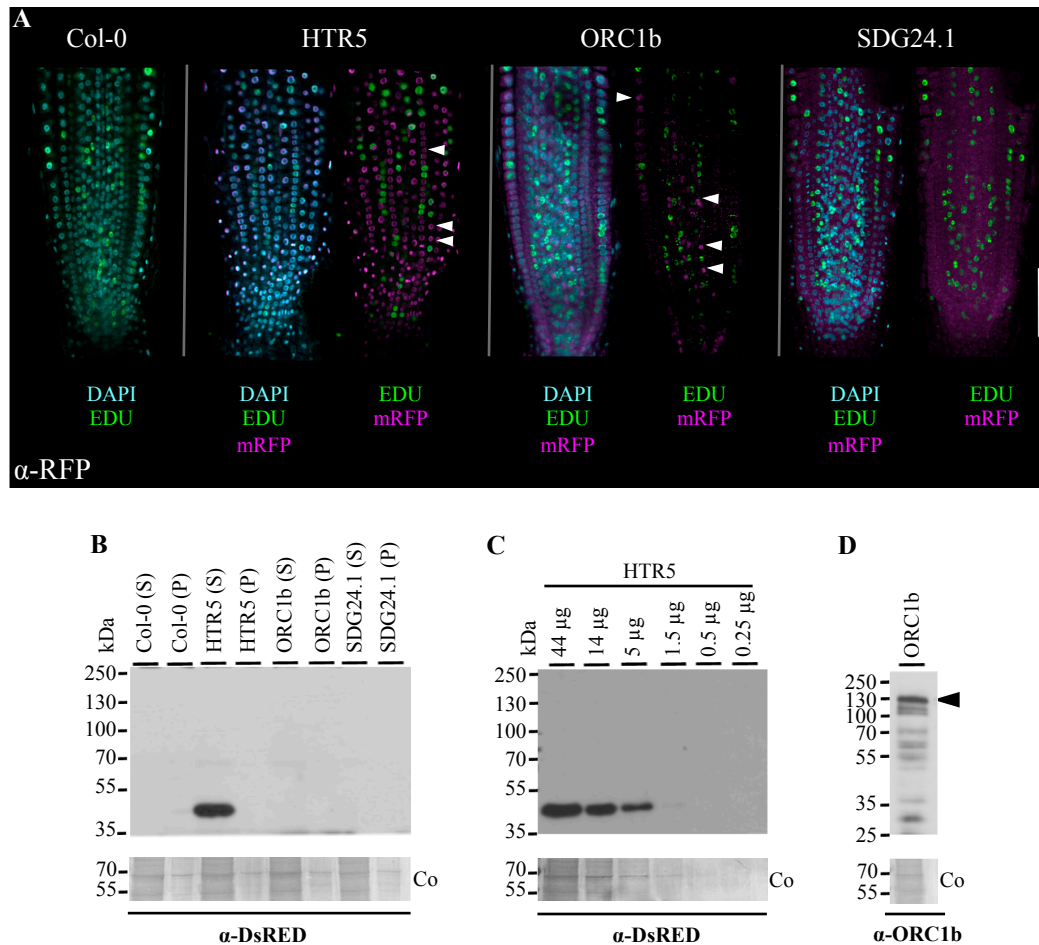 A
Col-0 HTR5 ORC1b SDG24.1
DAPI DAPI EDU DAPI EDU DAPI EDU
EDU EDU mRFP EDU mRFP EDU mRFP
mRFP mRFP mRFP
α-RFP
B
kDa Col-0 (S) Col-0 (P) HTR5 (S) HTR5 (P) ORC1b (S) ORC1b (P) SDG24.1 (S) SDG24.1 (P)
250
130
100
70
55
35
70
55
Co
α-DsRED
C
HTR5
kDa 44 µg 14 µg 5 µg 1.5 µg 0.5 µg 0.25 µg
250
130
100
70
55
35
70
55
Co
α-DsRED
D
ORC1b
250
130
100
70
55
35
25
70
55
Co
α-ORC1b